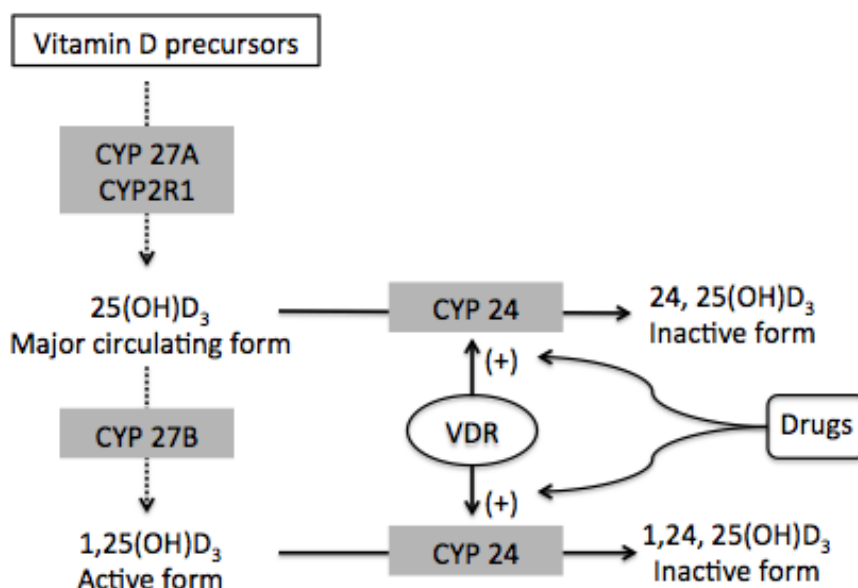 Vitamin D precursors
CYP 27A
CYP2R1
25(OH)D₃
Major circulating form
CYP 24
24, 25(OH)D₃
Inactive form
(+)
CYP 27B
VDR
Drugs
(+)
1,25(OH)D₃
Active form
CYP 24
1,24, 25(OH)D₃
Inactive form